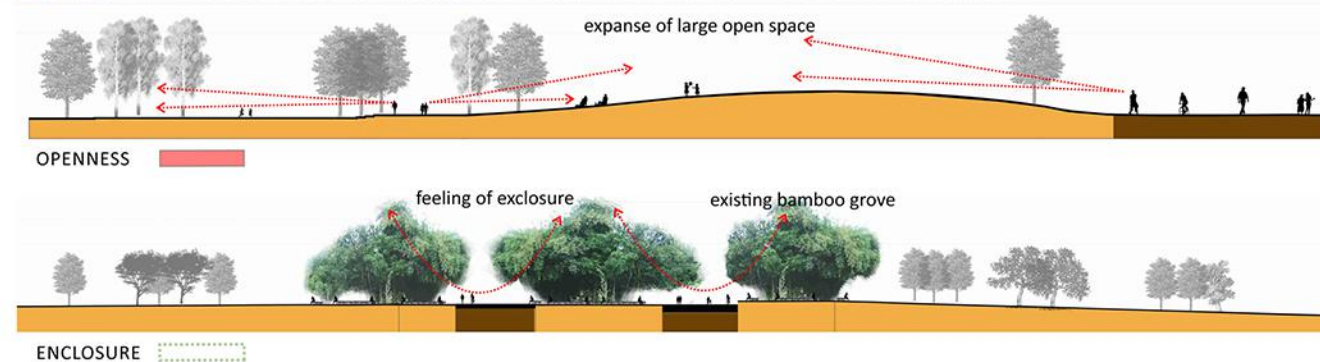 expanse of large open space
OPENNESS
feeling of exclosure
existing bamboo grove
ENCLOSURE